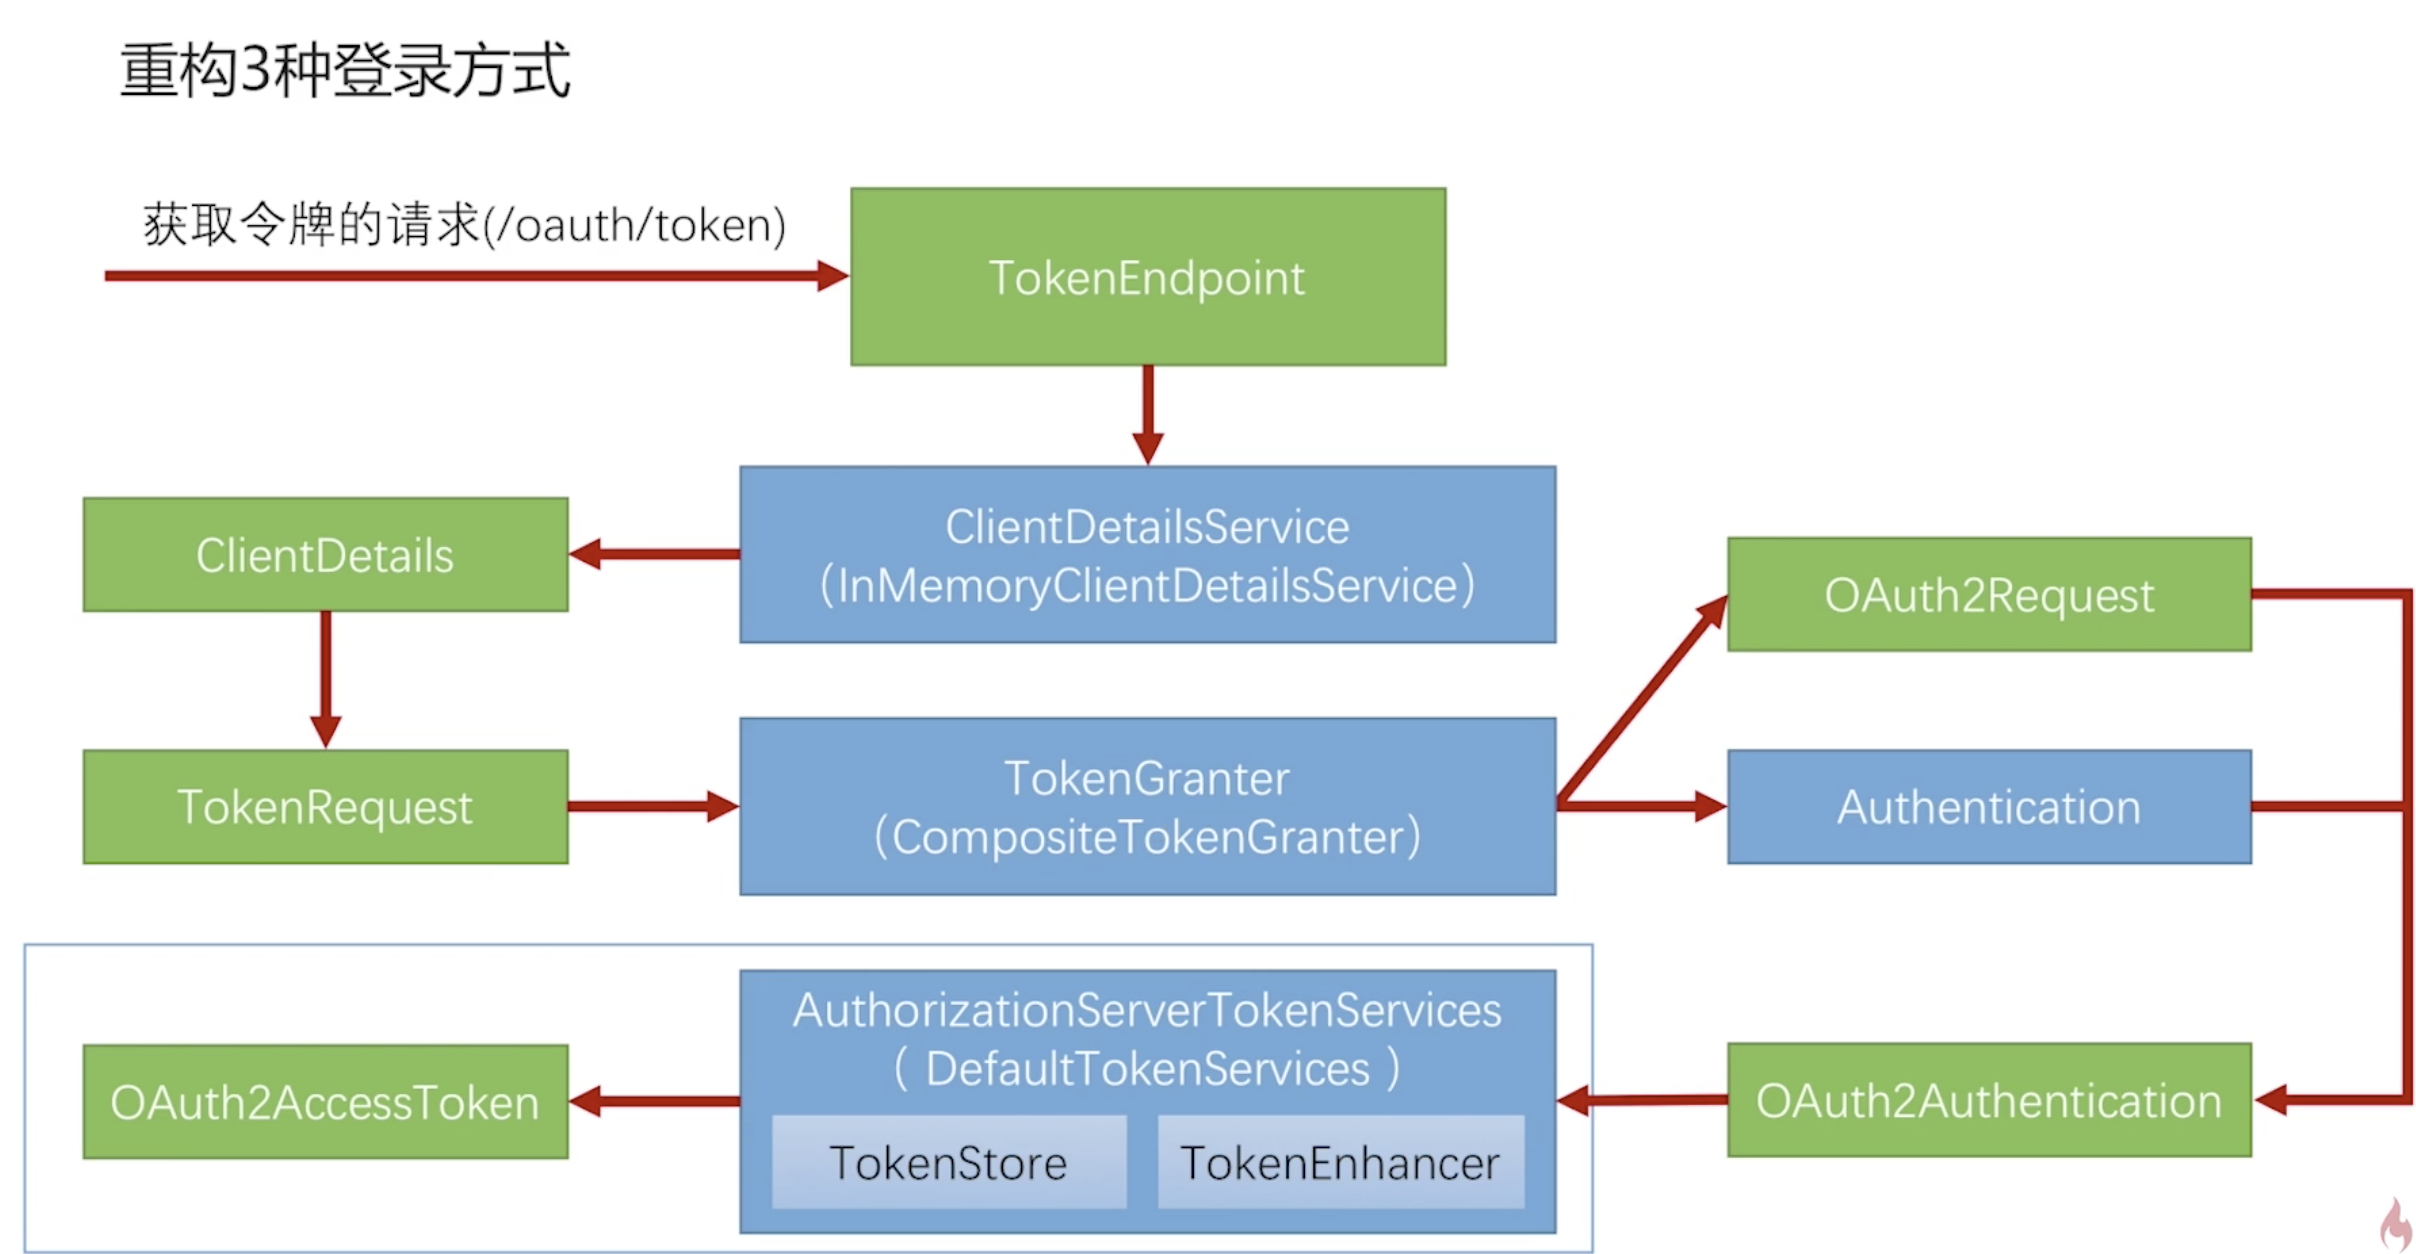 重构3种登录方式
获取令牌的请求(/oauth/token)
TokenEndpoint
ClientDetails
ClientDetailsService
（InMemoryClientDetailsService）
OAuth2Request
TokenRequest
TokenGranter
（CompositeTokenGranter）
Authentication
OAuth2AccessToken
AuthorizationServerTokenServices
（ DefaultTokenServices ）
TokenStore
TokenEnhancer
OAuth2Authentication